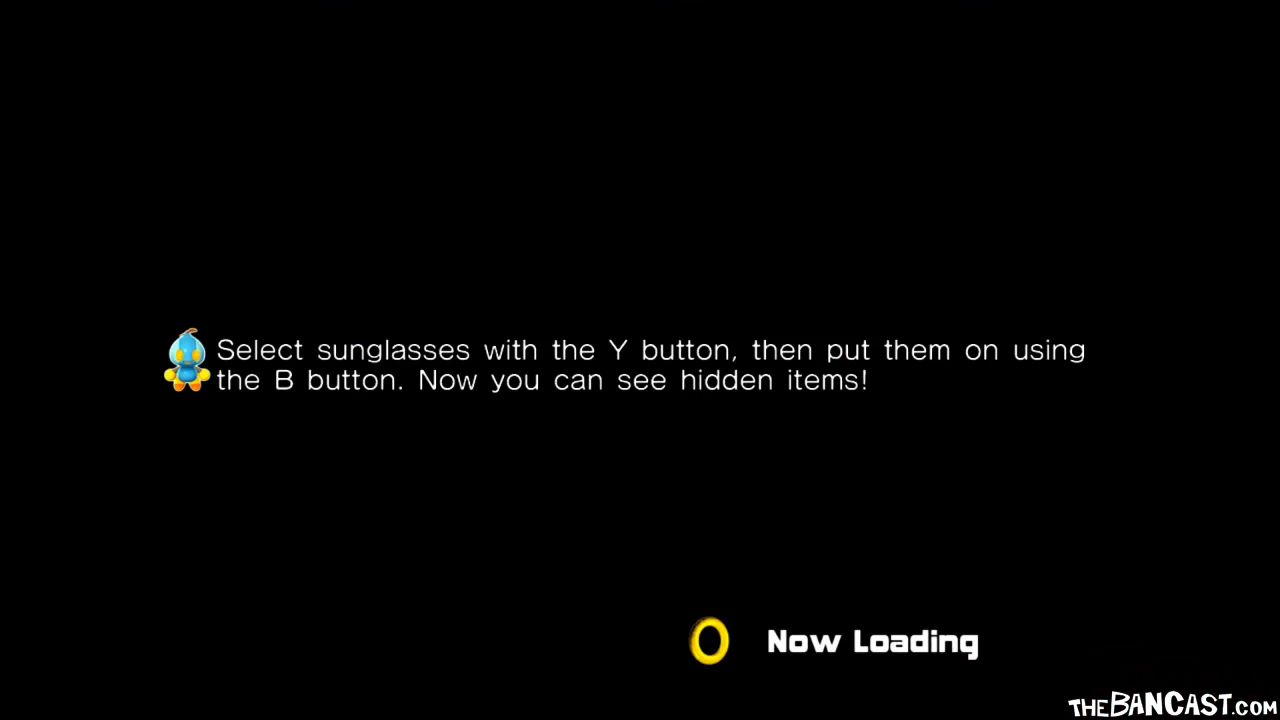 Select sunglasses with the Y button, then put them on using
the B button. Now you can see hidden items!
Now Loading
THEBANCAST.COM